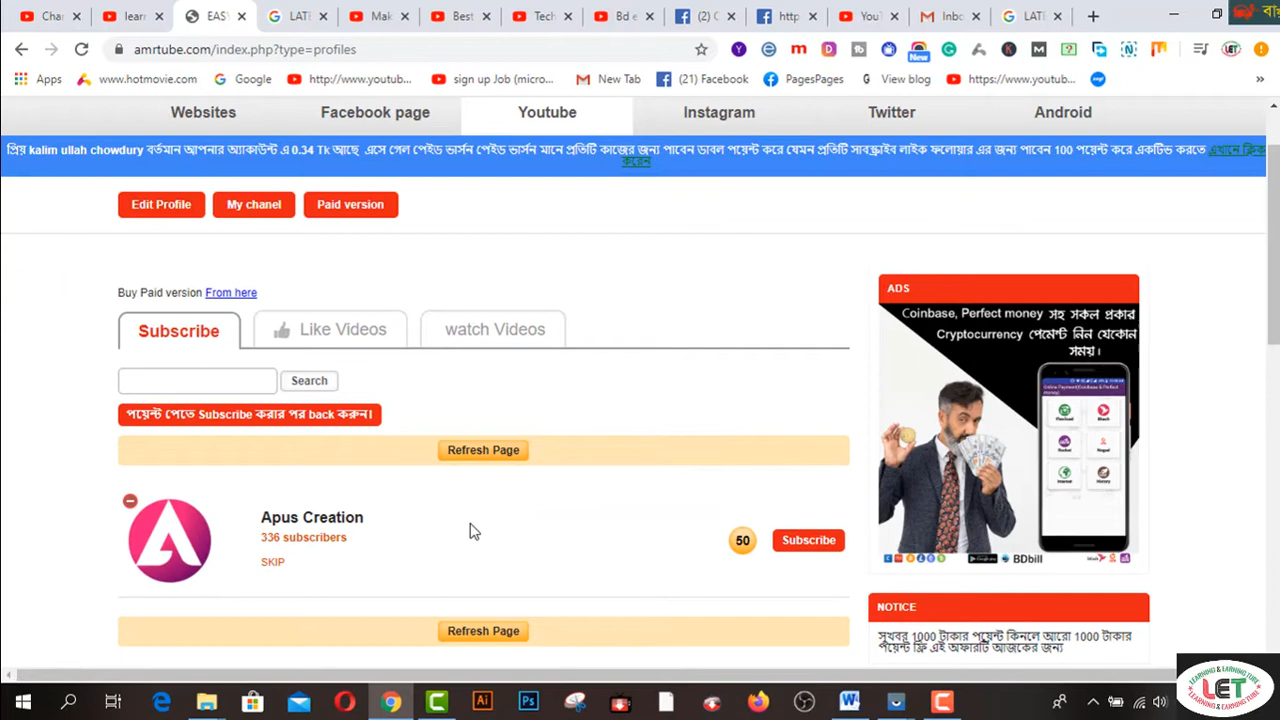 Char
learn
EASY
LATE
Mak
Best
Test
Bd e
(2) C
http
YouT
Inbo
LATE
amrtube.com/index.php?type=profiles
New
Apps
www.hotmovie.com
Google
http://www.youtub...
sign up Job (micro...
New Tab
(21) Facebook
PagesPages
View blog
https://www.youtub...
»
Websites
Facebook page
Youtube
Instagram
Twitter
Android
প্রিয় kalim ullah chowdury বর্তমান আপনার অ্যাকাউন্ট এ 0.34 Tk আছে এসে গেল পেইড ভার্সন পেইড ভার্সন মানে প্রতিটি কাজের জন্য পাবেন ডাবল পয়েন্ট করে যেমন প্রতিটি সাবস্ক্রাইব লাইক ফলোয়ার এর জন্য পাবেন 100 পয়েন্ট করে একটিভ করতে এখানে ক্লিক
করেন
Edit Profile
My chanel
Paid version
Buy Paid version From here
Subscribe
Like Videos
watch Videos
Search
পয়েন্ট পেতে Subscribe করার পর back করুন।
Refresh Page
Apus Creation
336 subscribers
SKIP
50
Subscribe
Refresh Page
ADS
Coinbase, Perfect money সহ সকল প্রকার
Cryptocurrency পেমেন্ট নিন যেকোন
সময়।
BDbill
NOTICE
সুখবর 1000 টাকার পয়েন্ট কিনলে আরো 1000 টাকার
পয়েন্ট ফ্রি এই অফারটি আজকের জন্য
LEARNING & EARNING TUBE
LET